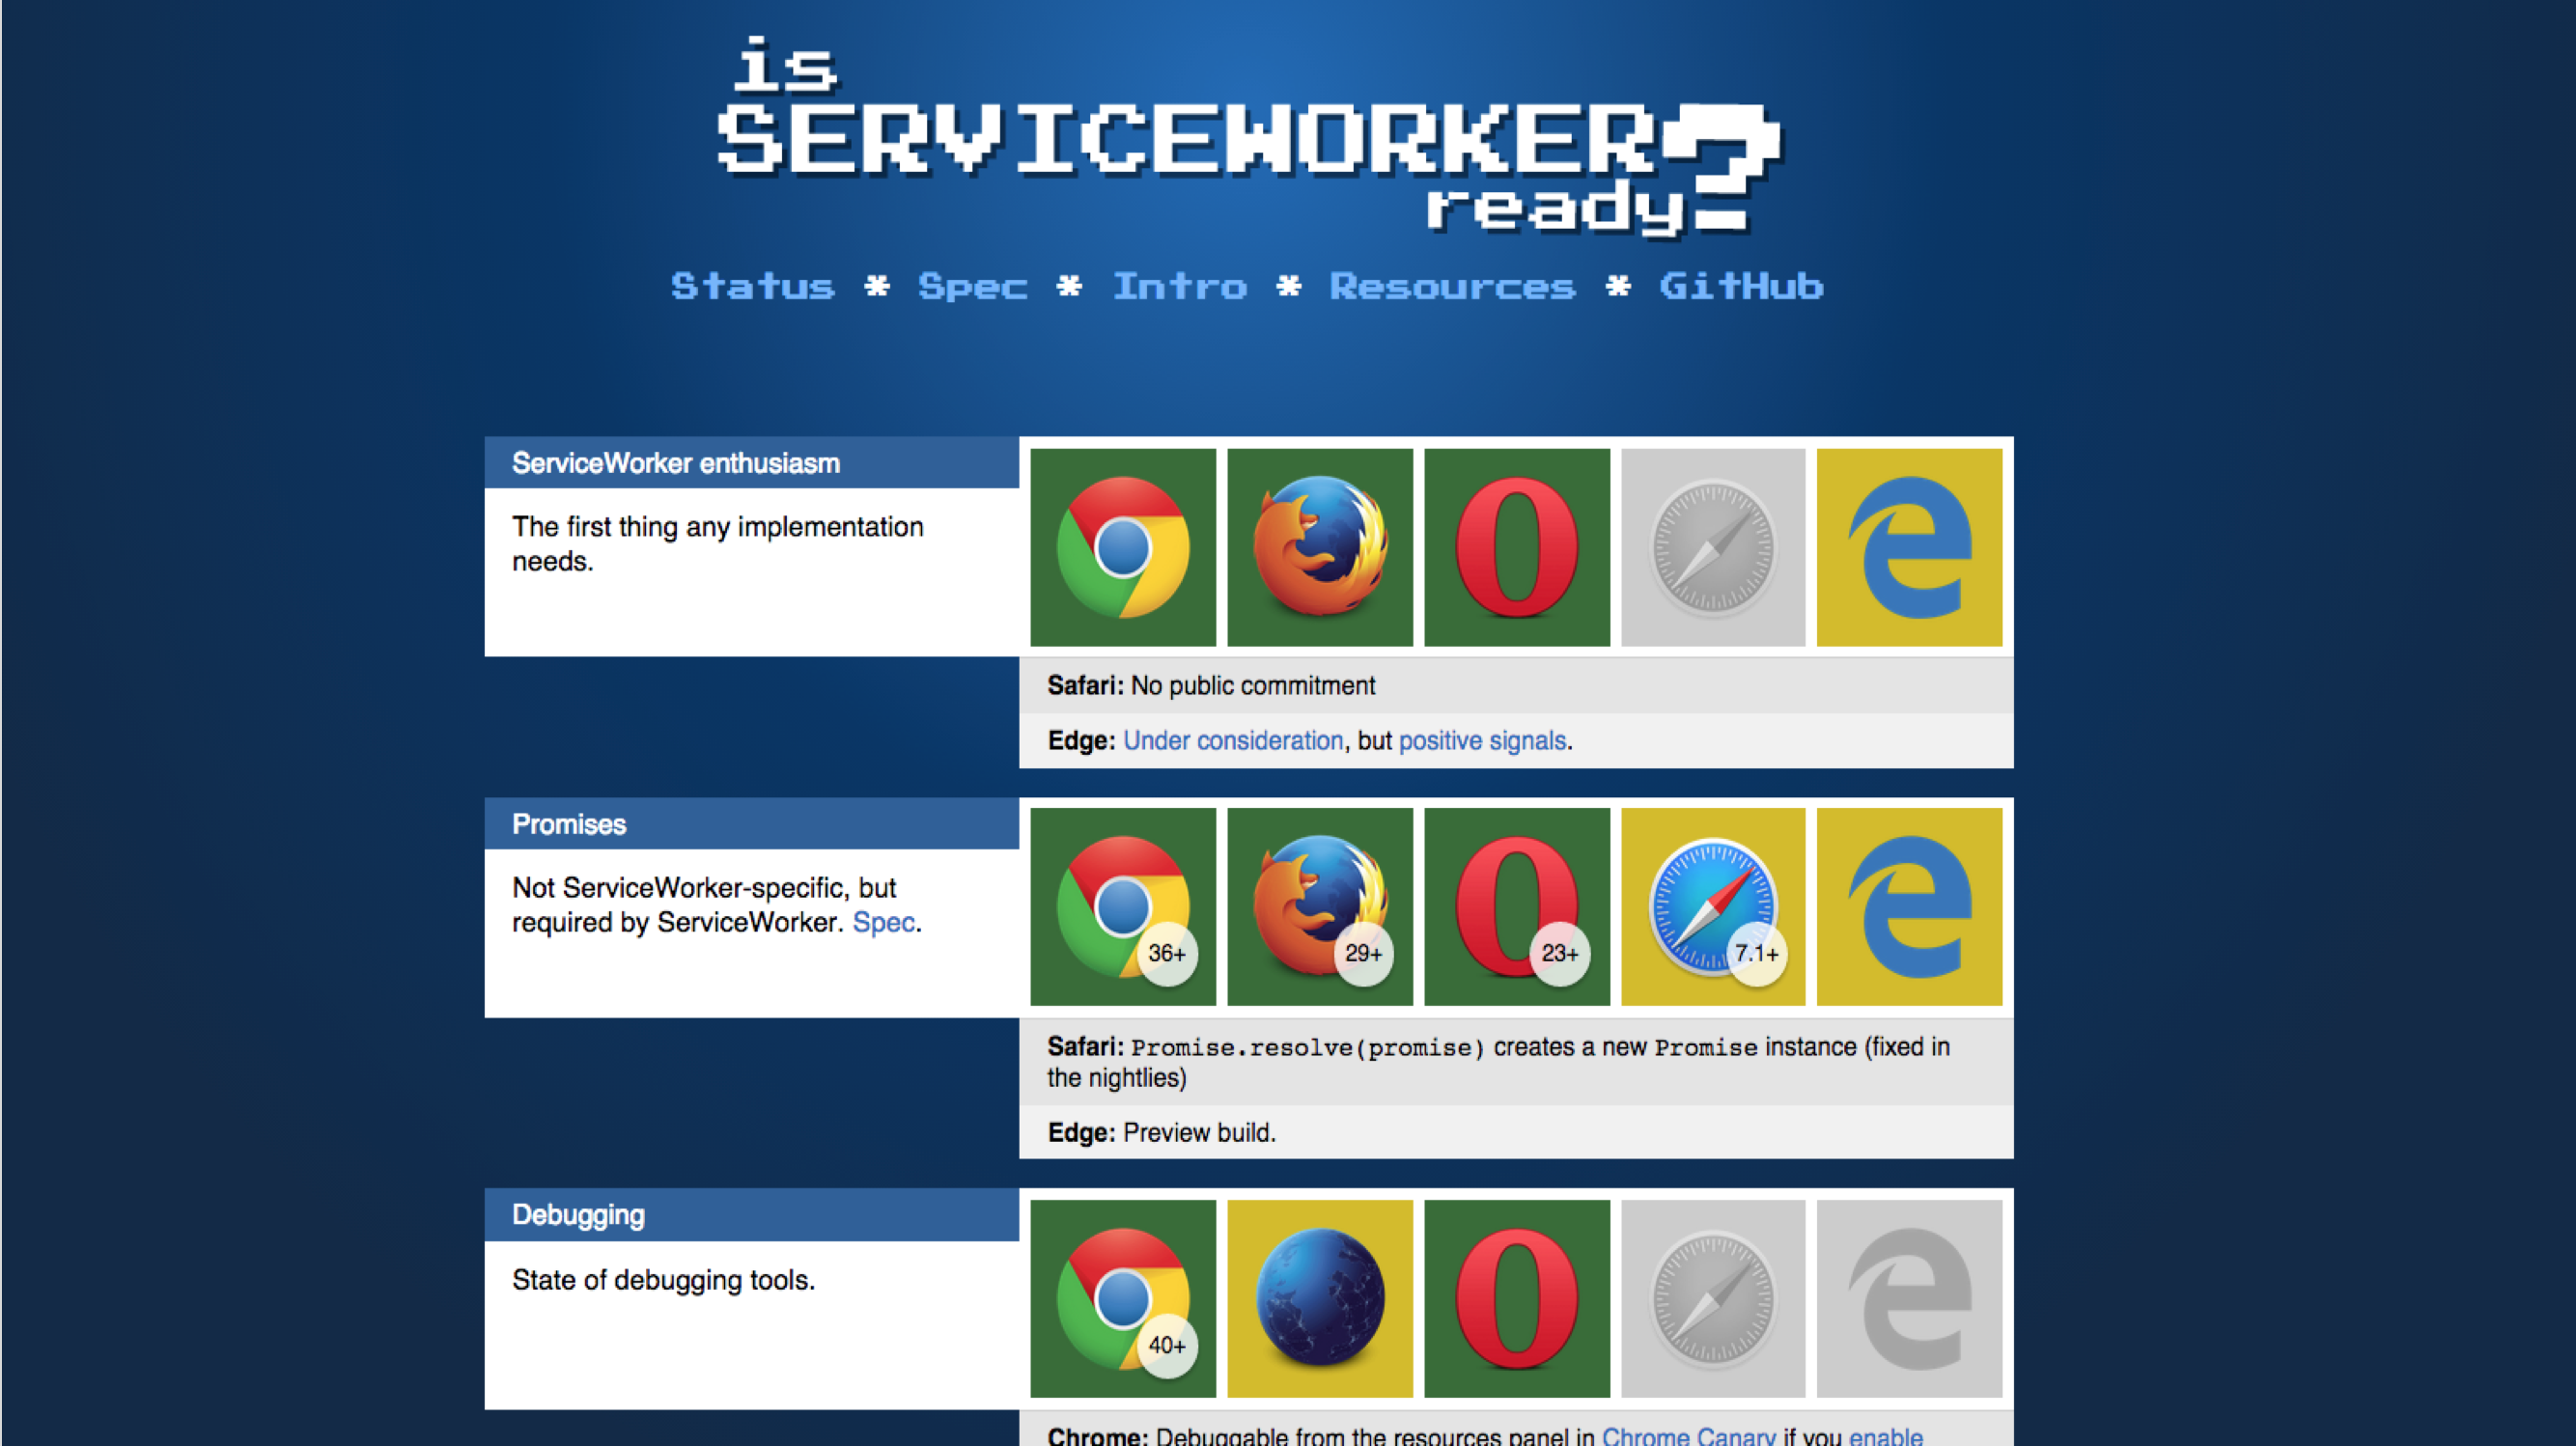 is
SERVICEWORKER
ready?
Status * Spec * Intro * Resources * GitHub
ServiceWorker enthusiasm
The first thing any implementation
needs.
Safari: No public commitment
Edge: Under consideration, but positive signals.
Promises
Not ServiceWorker-specific, but
required by ServiceWorker. Spec.
36+ 29+ 23+ 7.1+
Safari: Promise.resolve(promise) creates a new Promise instance (fixed in
the nightlies)
Edge: Preview build.
Debugging
State of debugging tools.
40+
Chrome: Debuggable from the resources panel in Chrome Canary if you enable